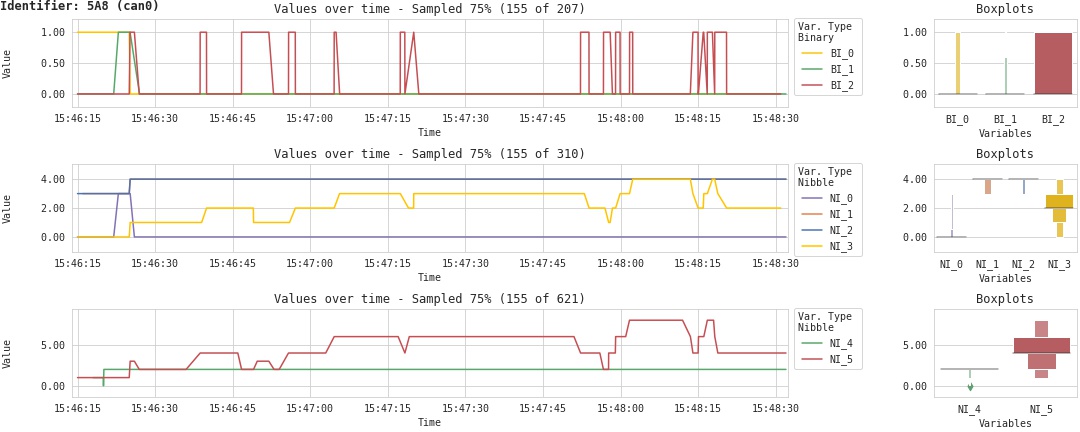 Identifier: 5A8 (can0)
Values over time - Sampled 75% (155 of 207)
Boxplots
Value
1.00
0.50
0.00
15:46:15 15:46:30 15:46:45 15:47:00 15:47:15 15:47:30 15:47:45 15:48:00 15:48:15 15:48:30
Time
Var. Type
Binary
BI_0
BI_1
BI_2
1.00
0.50
0.00
BI_0 BI_1 BI_2
Variables
Values over time - Sampled 75% (155 of 310)
Boxplots
Value
4.00
2.00
0.00
15:46:15 15:46:30 15:46:45 15:47:00 15:47:15 15:47:30 15:47:45 15:48:00 15:48:15 15:48:30
Time
Var. Type
Nibble
NI_0
NI_1
NI_2
NI_3
4.00
2.00
0.00
NI_0 NI_1 NI_2 NI_3
Variables
Values over time - Sampled 75% (155 of 621)
Boxplots
Value
5.00
0.00
15:46:15 15:46:30 15:46:45 15:47:00 15:47:15 15:47:30 15:47:45 15:48:00 15:48:15 15:48:30
Time
Var. Type
Nibble
NI_4
NI_5
5.00
0.00
NI_4 NI_5
Variables